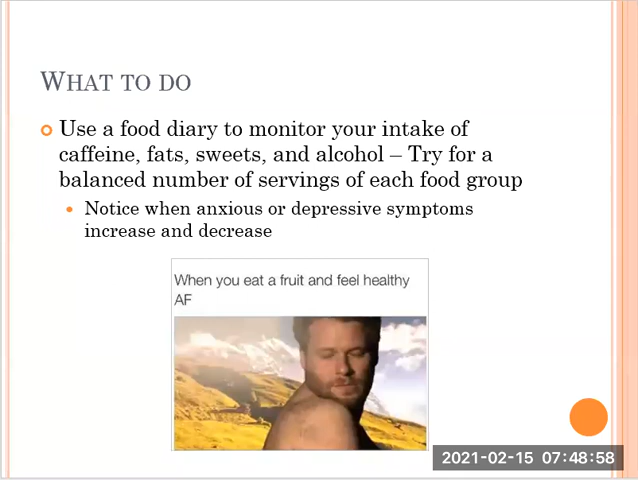 WHAT TO DO
Use a food diary to monitor your intake of
caffeine, fats, sweets, and alcohol – Try for a
balanced number of servings of each food group
Notice when anxious or depressive symptoms
increase and decrease
When you eat a fruit and feel healthy
AF
2021-02-15 07:48:58